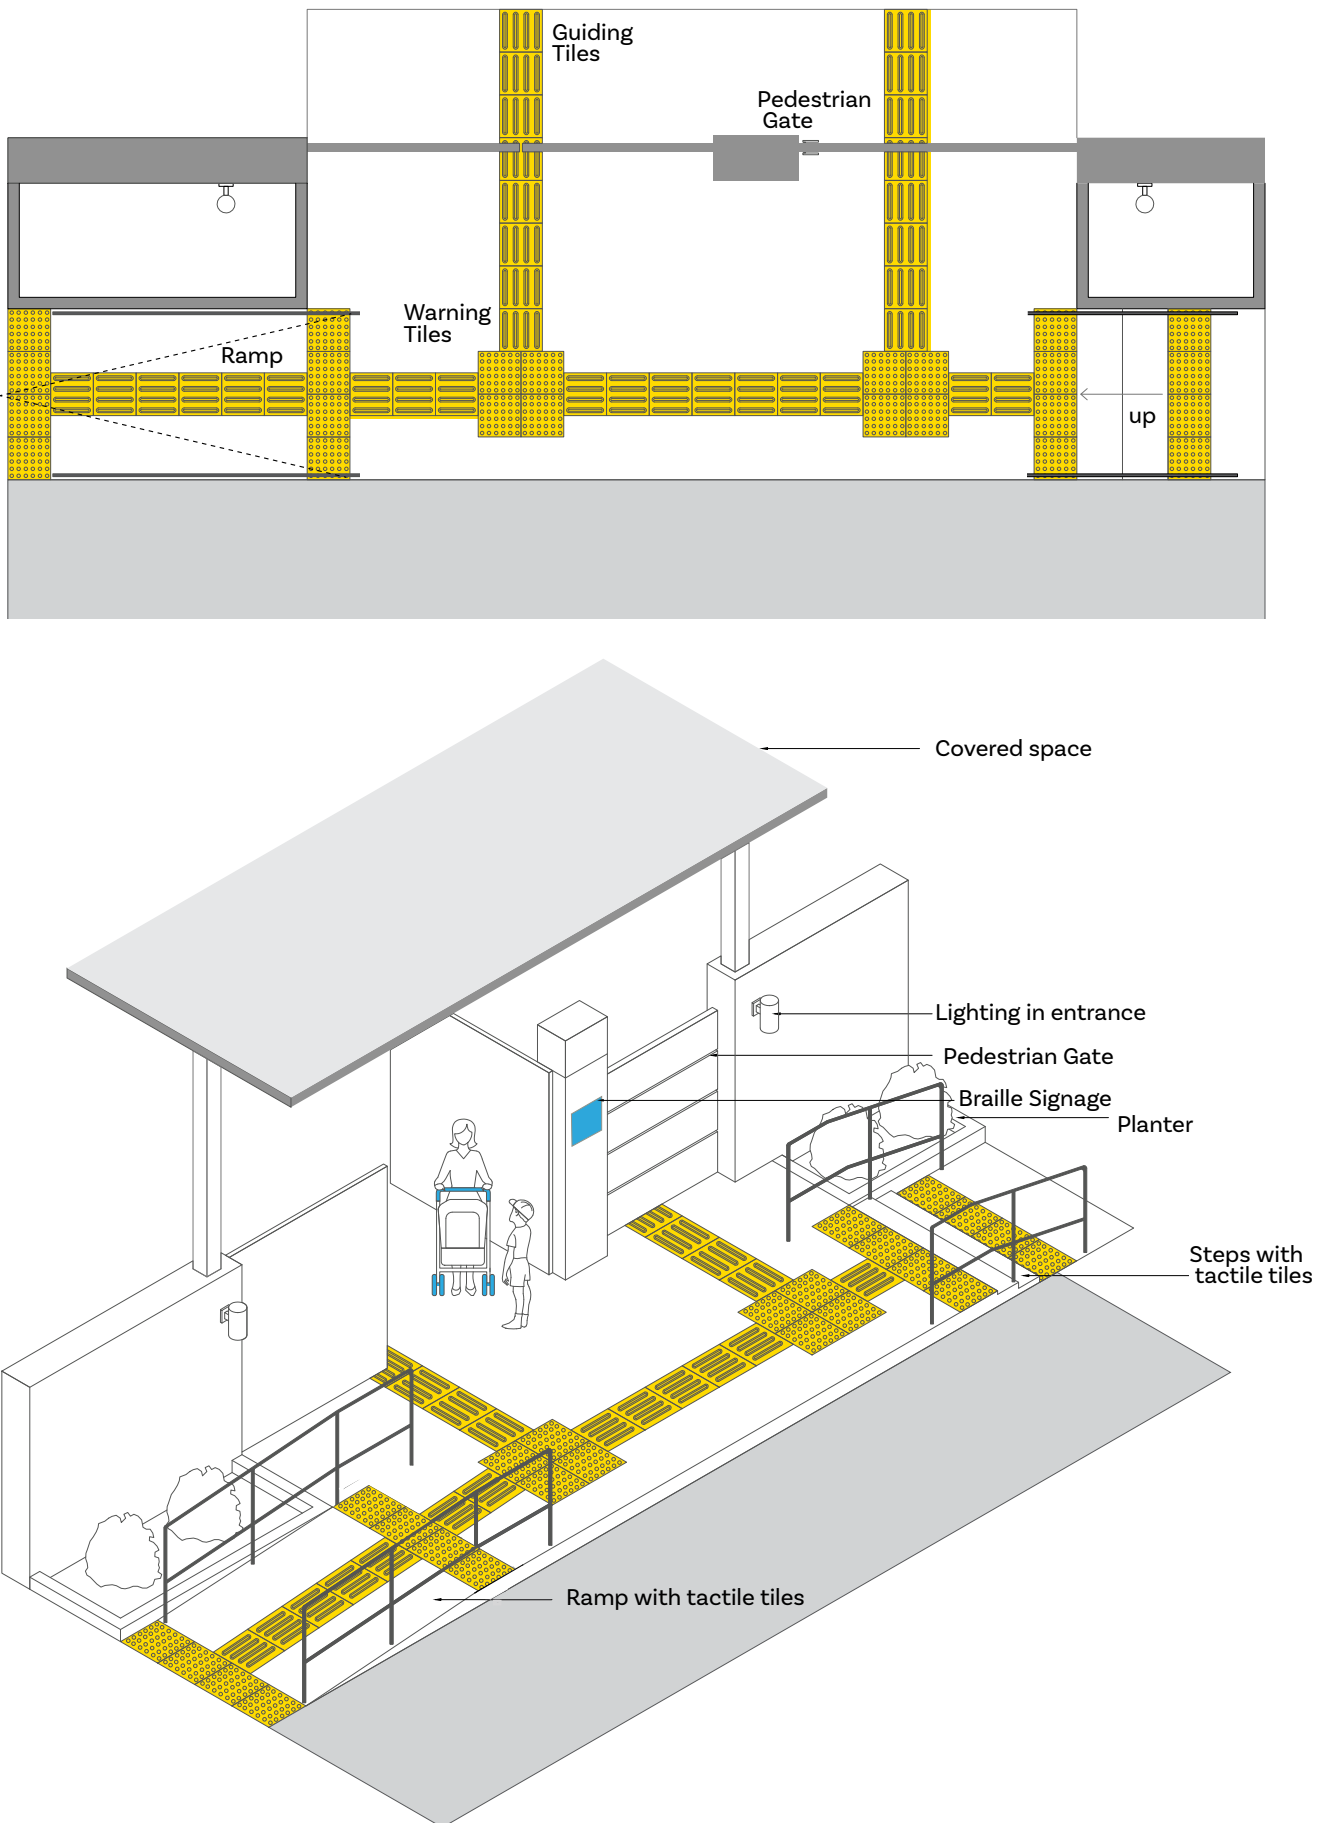 Guiding
Tiles
Pedestrian
Gate
Warning
Tiles
Ramp
up
Covered space
Lighting in entrance
Pedestrian Gate
Braille Signage
Planter
Steps with
tactile tiles
Ramp with tactile tiles